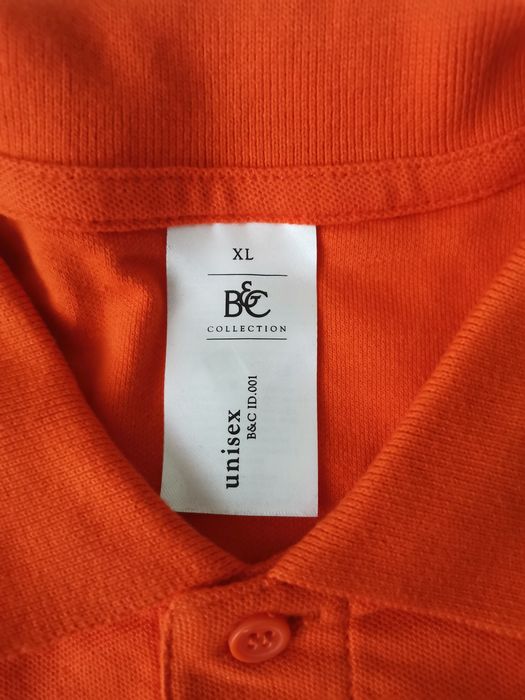 XL
B&C
COLLECTION
unisex
B&C ID.001